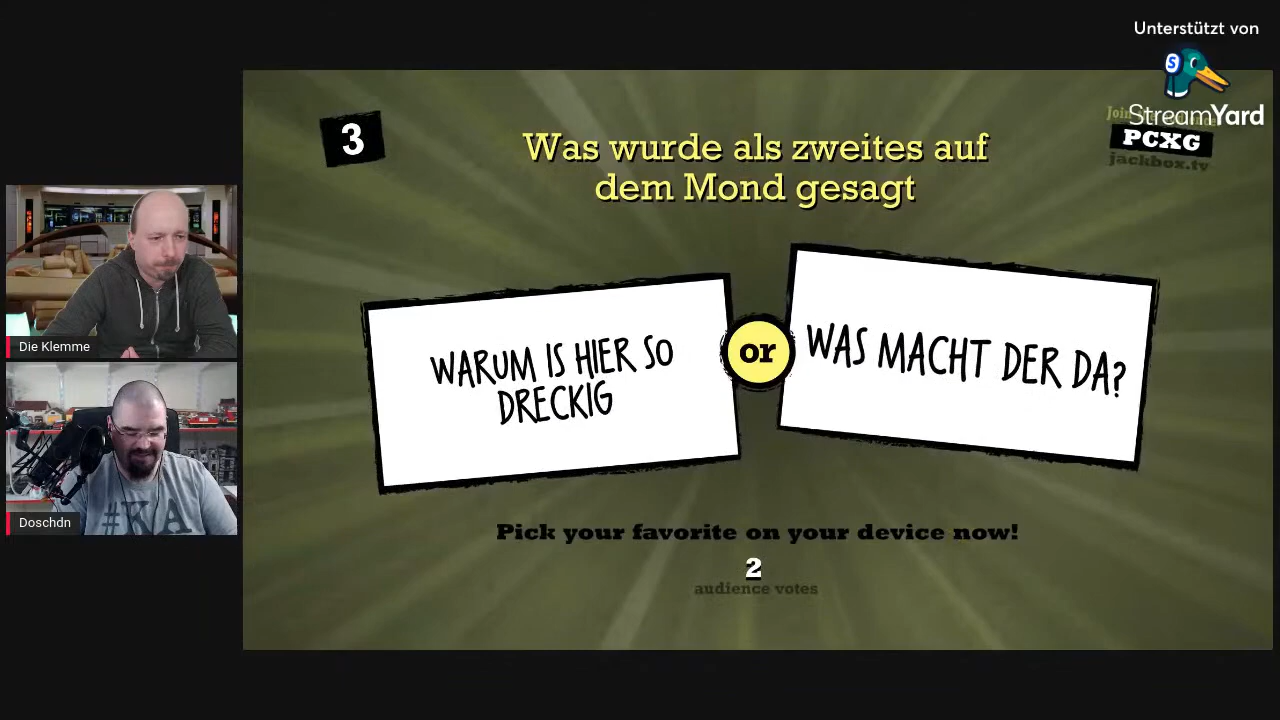 Unterstützt von
StreamYard
PCXG
jackbox.tv
3
Was wurde als zweites auf
dem Mond gesagt
WARUM IS HIER SO
DRECKIG
or
WAS MACHT DER DA?
Pick your favorite on your device now!
2
audience votes
Die Klemme
#KA
Doschdn